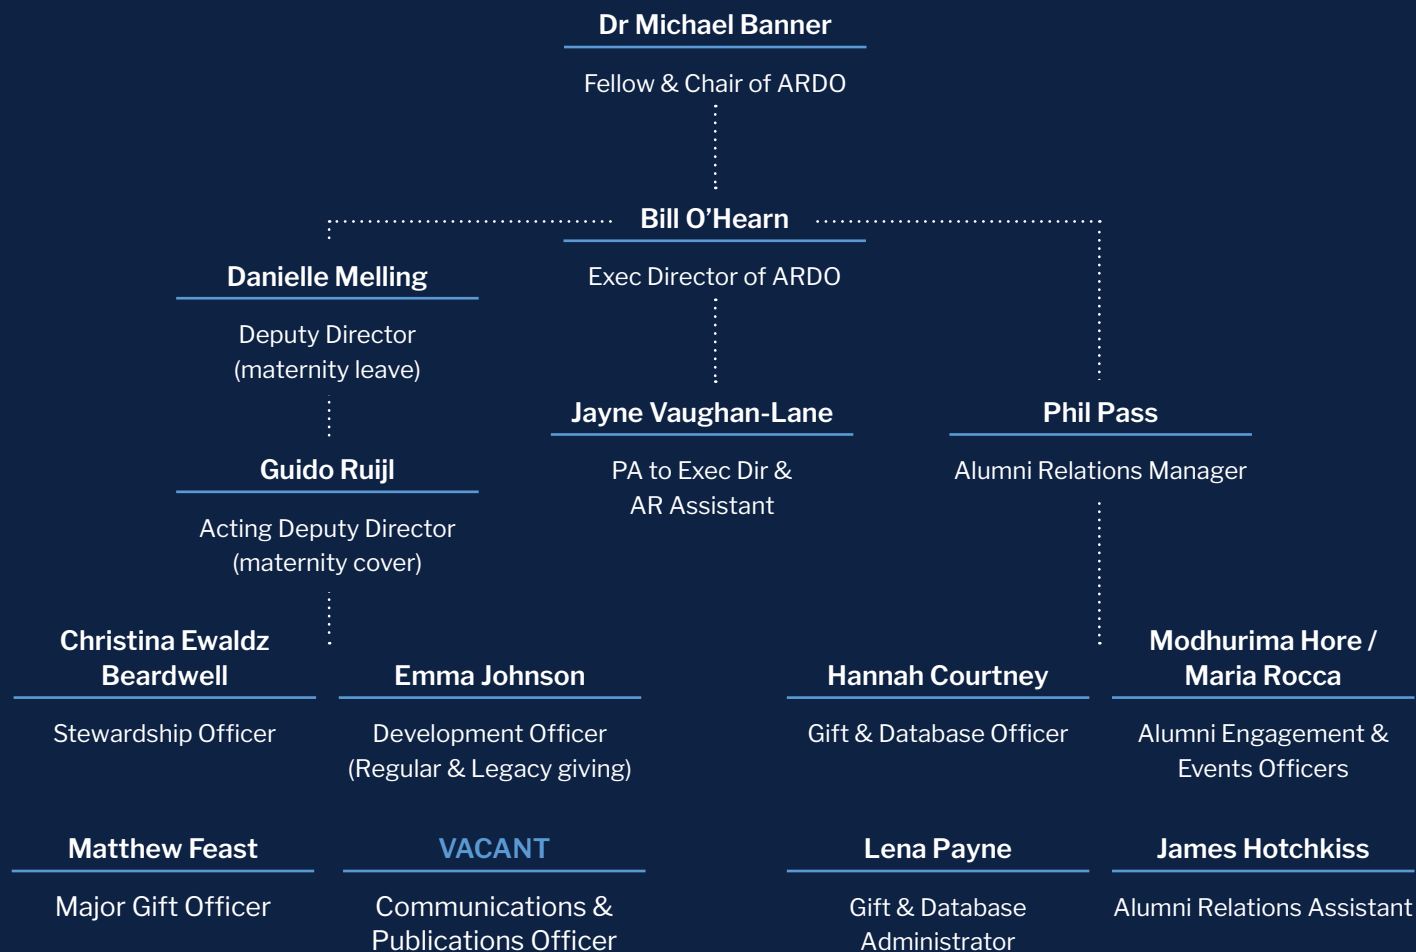 Dr Michael Banner
Fellow & Chair of ARDO
Bill O’Hearn
Exec Director of ARDO
Danielle Melling
Deputy Director
(maternity leave)
Guido Ruijl
Acting Deputy Director
(maternity cover)
Jayne Vaughan-Lane
PA to Exec Dir &
AR Assistant
Phil Pass
Alumni Relations Manager
Christina Ewaldz
Beardwell
Stewardship Officer
Emma Johnson
Development Officer
(Regular & Legacy giving)
Hannah Courtney
Gift & Database Officer
Modhurima Hore /
Maria Rocca
Alumni Engagement &
Events Officers
Matthew Feast
Major Gift Officer
VACANT
Communications &
Publications Officer
Lena Payne
Gift & Database
Administrator
James Hotchkiss
Alumni Relations Assistant